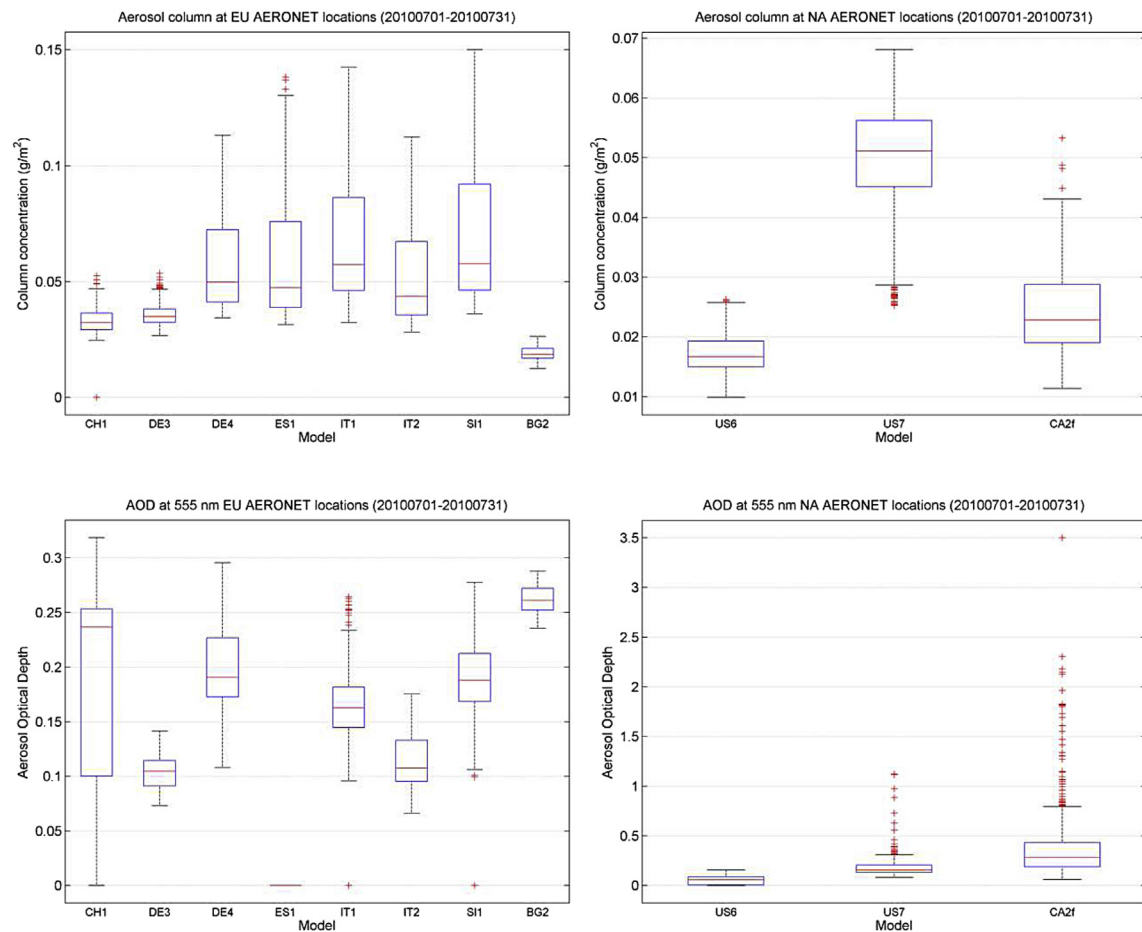 Aerosol column at EU AERONET locations (20100701-20100731)
Column concentration (g/m²)
0.15
0.1
0.05
0
CH1 DE3 DE4 ES1 IT1 IT2 SI1 BG2
Model
Aerosol column at NA AERONET locations (20100701-20100731)
Column concentration (g/m²)
0.07
0.06
0.05
0.04
0.03
0.02
0.01
US6 US7 CA2f
Model
AOD at 555 nm EU AERONET locations (20100701-20100731)
Aerosol Optical Depth
0.3
0.25
0.2
0.15
0.1
0.05
0
CH1 DE3 DE4 ES1 IT1 IT2 SI1 BG2
Model
AOD at 555 nm NA AERONET locations (20100701-20100731)
Aerosol Optical Depth
3.5
3
2.5
2
1.5
1
0.5
0
US6 US7 CA2f
Model